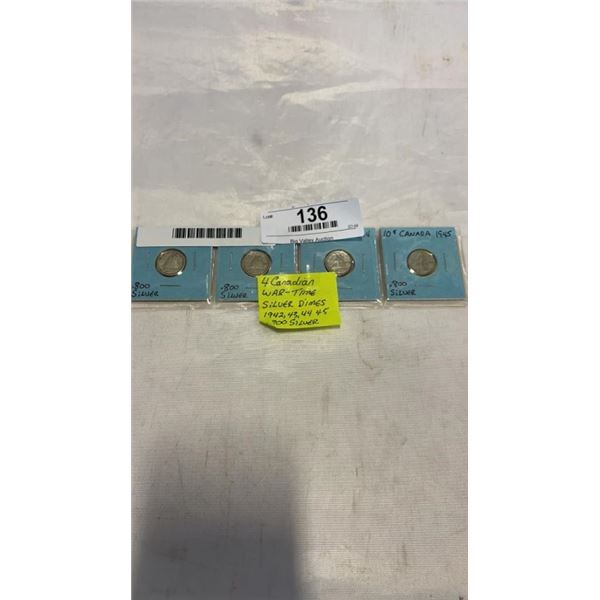 136
Big Valley Auction
10¢ CANADA 1945
.800
SILVER
.800
SILVER
.800
SILVER
4 Canadian
WAR-TIME
SILVER DIMES
1942, 43, 44 45
.800 SILVER